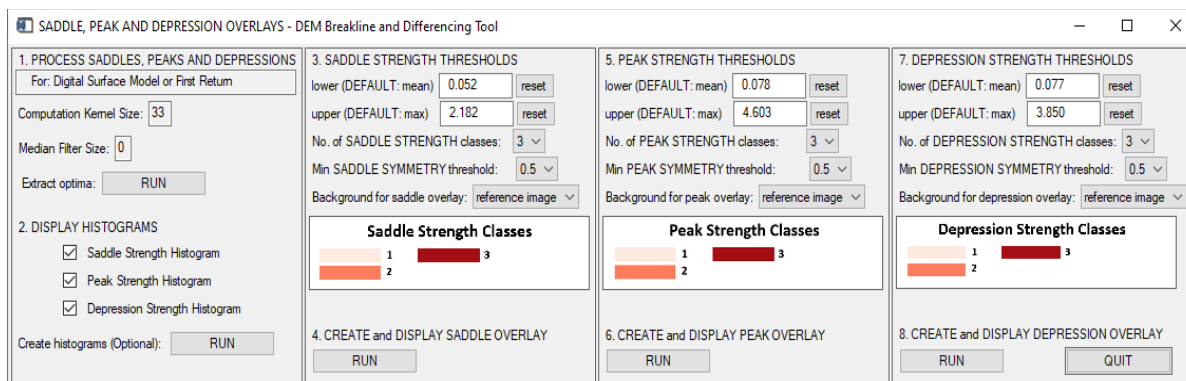 SADDLE, PEAK AND DEPRESSION OVERLAYS - DEM Breakline and Differencing Tool
1. PROCESS SADDLES, PEAKS AND DEPRESSIONS
For: Digital Surface Model or First Return
Computation Kernel Size: 33
Median Filter Size: 0
Extract optima: RUN
2. DISPLAY HISTOGRAMS
Saddle Strength Histogram
Peak Strength Histogram
Depression Strength Histogram
Create histograms (Optional): RUN
3. SADDLE STRENGTH THRESHOLDS
lower (DEFAULT: mean) 0.052 reset
upper (DEFAULT: max) 2.182 reset
No. of SADDLE STRENGTH classes: 3
Min SADDLE SYMMETRY threshold: 0.5
Background for saddle overlay: reference image
Saddle Strength Classes
1 3
2
4. CREATE and DISPLAY SADDLE OVERLAY
RUN
5. PEAK STRENGTH THRESHOLDS
lower (DEFAULT: mean) 0.078 reset
upper (DEFAULT: max) 4.603 reset
No. of PEAK STRENGTH classes: 3
Min PEAK SYMMETRY threshold: 0.5
Background for peak overlay: reference image
Peak Strength Classes
1 3
2
6. CREATE and DISPLAY PEAK OVERLAY
RUN
7. DEPRESSION STRENGTH THRESHOLDS
lower (DEFAULT: mean) 0.077 reset
upper (DEFAULT: max) 3.850 reset
No. of DEPRESSION STRENGTH classes: 3
Min DEPRESSION SYMMETRY threshold: 0.5
Background for depression overlay: reference image
Depression Strength Classes
1 3
2
8. CREATE and DISPLAY DEPRESSION OVERLAY
RUN QUIT